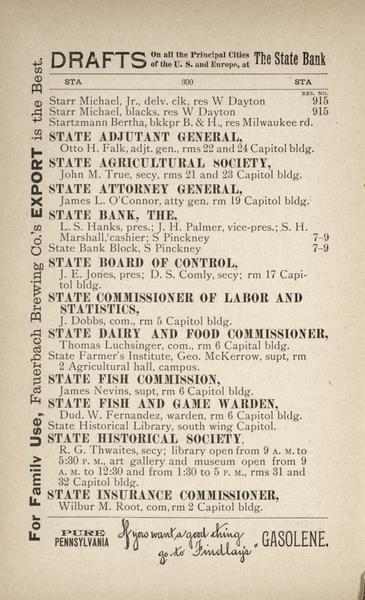 DRAFTS On all the Principal Cities of the U. S. and Europe, at The State Bank
STA 300 STA
RES. NO.
Starr Michael, Jr., delv. clk, res W Dayton 915
Starr Michael, blacks, res W Dayton 915
Startzmann Bertha, bkkpr B. & H., res Milwaukee rd.
STATE ADJUTANT GENERAL,
Otto H. Falk, adjt. gen., rms 22 and 24 Capitol bldg.
STATE AGRICULTURAL SOCIETY,
John M. True, secy, rms 21 and 23 Capitol bldg.
STATE ATTORNEY GENERAL,
James L. O'Connor, atty gen. rm 19 Capitol bldg.
STATE BANK, THE,
L. S. Hanks, pres.; J. H. Palmer, vice-pres.; S. H.
Marshall, cashier; S Pinckney 7–9
State Bank Block, S Pinckney 7–9
STATE BOARD OF CONTROL,
J. E. Jones, pres; D. S. Comly, secy; rm 17 Capi-
tol bldg.
STATE COMMISSIONER OF LABOR AND
STATISTICS,
J. Dobbs, com., rm 5 Capitol bldg.
STATE DAIRY AND FOOD COMMISSIONER,
Thomas Luchsinger, com., rm 6 Capital bldg.
State Farmer's Institute, Geo. McKerrow, supt, rm
2 Agricultural hall, campus.
STATE FISH COMMISSION,
James Nevins, supt, rm 6 Capitol bldg.
STATE FISH AND GAME WARDEN,
Dud. W. Fernandez, warden, rm 6 Capitol bldg.
State Historical Library, south wing Capitol.
STATE HISTORICAL SOCIETY,
R. G. Thwaites, secy; library open from 9 A. M. to
5:30 P. M., art gallery and museum open from 9
A. M. to 12:30 and from 1:30 to 5 P. M., rms 31 and
32 Capitol bldg.
STATE INSURANCE COMMISSIONER,
Wilbur M. Root, com, rm 2 Capitol bldg.
For Family Use, Fauerbach Brewing Co.'s EXPORT is the Best.
PURE PENNSYLVANIA If you want a good thing go to Findlay's GASOLENE.